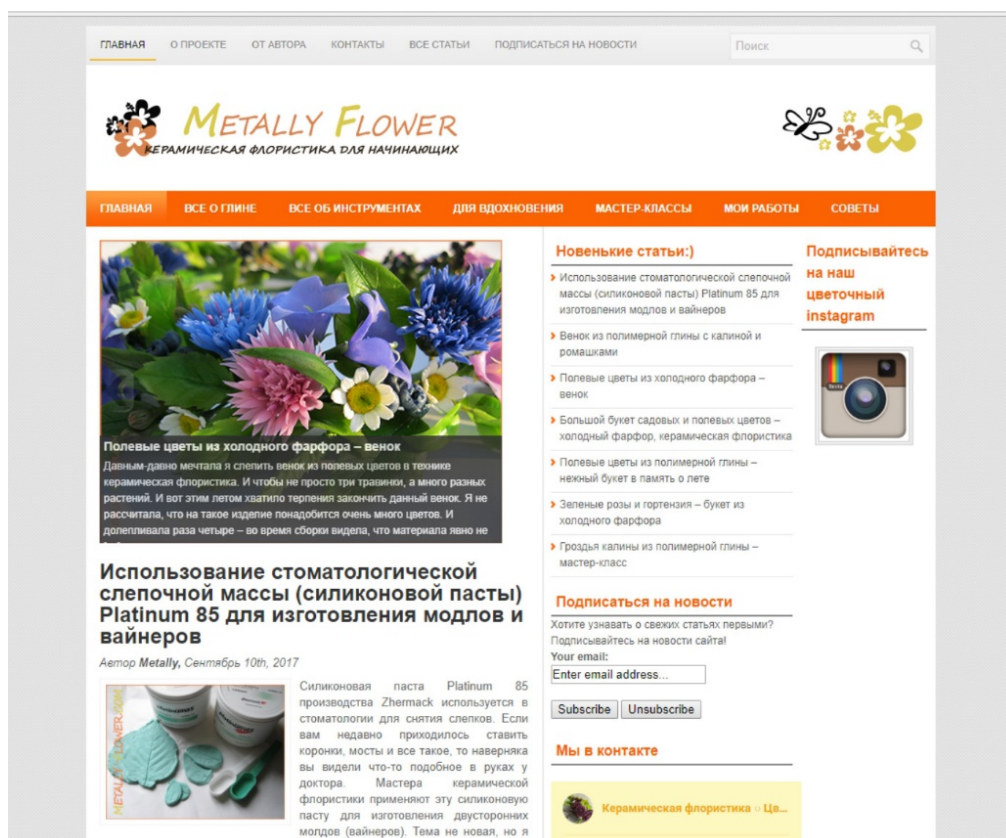 ГЛАВНАЯ О ПРОЕКТЕ ОТ АВТОРА КОНТАКТЫ ВСЕ СТАТЬИ ПОДПИСАТЬСЯ НА НОВОСТИ Поиск
METALLY FLOWER
КЕРАМИЧЕСКАЯ ФЛОРИСТИКА ДЛЯ НАЧИНАЮЩИХ
ГЛАВНАЯ ВСЕ О ГЛИНЕ ВСЕ ОБ ИНСТРУМЕНТАХ ДЛЯ ВДОХНОВЕНИЯ МАСТЕР-КЛАССЫ МОИ РАБОТЫ СОВЕТЫ
Полевые цветы из холодного фарфора – венок
Давным-давно мечтала я слепить венок из полевых цветов в технике
керамическая флористика. И чтобы не просто три травинки, а много разных
растений. И вот этим летом хватило терпения закончить данный венок. Я не
рассчитала, что на такое изделие понадобится очень много цветов. И
долепливала раза четыре – во время сборки видела, что материала явно не
Использование стоматологической
слепочной массы (силиконовой пасты)
Platinum 85 для изготовления модлов и
вайнеров
Автор Metally, Сентябрь 10th, 2017
METALLY-FLOWER.COM
Силиконовая паста Platinum 85
производства Zhermack используется в
стоматологии для снятия слепков. Если
вам недавно приходилось ставить
коронки, мосты и все такое, то наверняка
вы видели что-то подобное в руках у
доктора. Мастера керамической
флористики применяют эту силиконовую
пасту для изготовления двусторонних
молдов (вайнеров). Тема не новая, но я
Новенькие статьи:)
Использование стоматологической слепочной
массы (силиконовой пасты) Platinum 85 для
изготовления модлов и вайнеров
Венок из полимерной глины с калиной и
ромашками
Полевые цветы из холодного фарфора –
венок
Большой букет садовых и полевых цветов –
холодный фарфор, керамическая флористика
Полевые цветы из полимерной глины –
нежный букет в память о лете
Зеленые розы и гортензия – букет из
холодного фарфора
Гроздья калины из полимерной глины –
мастер-класс
Подписаться на новости
Хотите узнавать о свежих статьях первыми?
Подписывайтесь на новости сайта!
Your email:
Enter email address...
Subscribe Unsubscribe
Мы в контакте
Керамическая флористика ○ Цв...
Подписывайтесь
на наш
цветочный
instagram